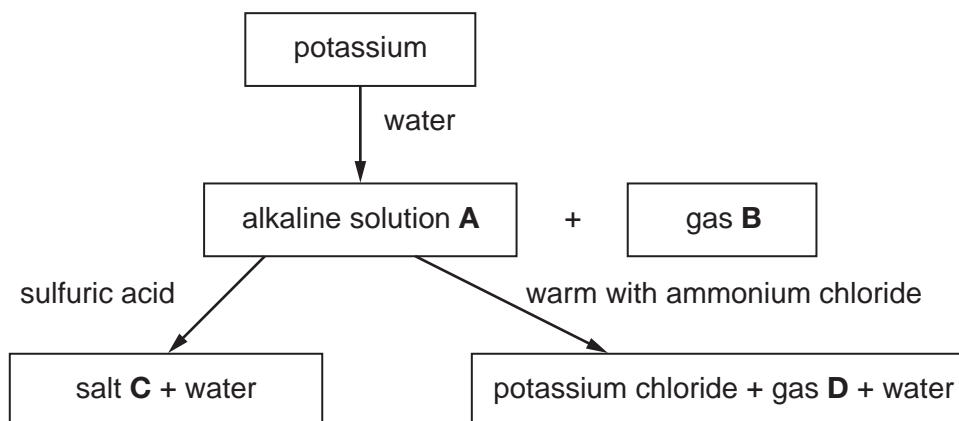 potassium
water
alkaline solution A + gas B
sulfuric acid
warm with ammonium chloride
salt C + water
potassium chloride + gas D + water